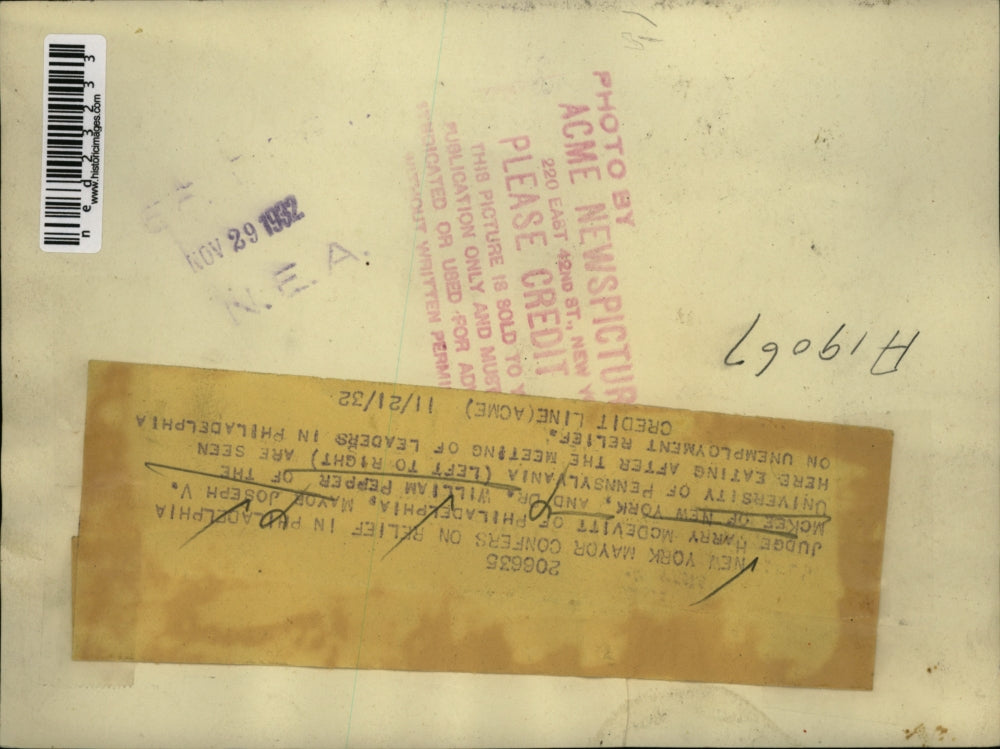 www.historicimages.com
ned23233
NOV 29 1932
N. E. A.
PHOTO BY
ACME NEWSPICTUR
220 EAST 42ND ST., NEW Y
PLEASE CREDIT
THIS PICTURE IS SOLD TO Y
PUBLICATION ONLY AND MUST
SYNDICATED OR USED FOR ADV
WITHOUT WRITTEN PERMI
A19067
206635
NEW YORK MAYOR CONFERS ON RELIEF IN PHILADELPHIA
JUDGE HARRY McDEVITT OF PHILADELPHIA, MAYOR JOSEPH V.
McKEE OF NEW YORK, AND DR. WILLIAM PEPPER OF THE
UNIVERSITY OF PENNSYLVANIA (LEFT TO RIGHT) ARE SEEN
HERE EATING AFTER THE MEETING OF LEADERS IN PHILADELPHIA
ON UNEMPLOYMENT RELIEF.
CREDIT LINE(ACME) 11/21/32